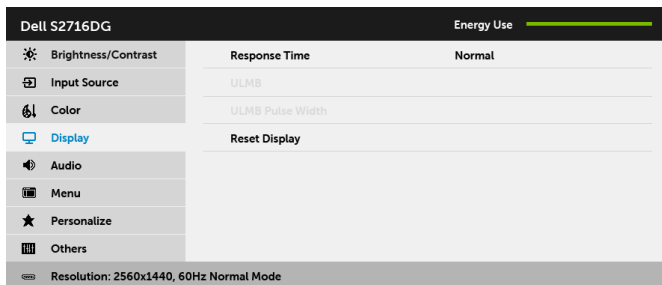 Dell S2716DG Energy Use
Brightness/Contrast Response Time Normal
Input Source ULMB
Color ULMB Pulse Width
Display Reset Display
Audio
Menu
Personalize
Others
Resolution: 2560x1440, 60Hz Normal Mode